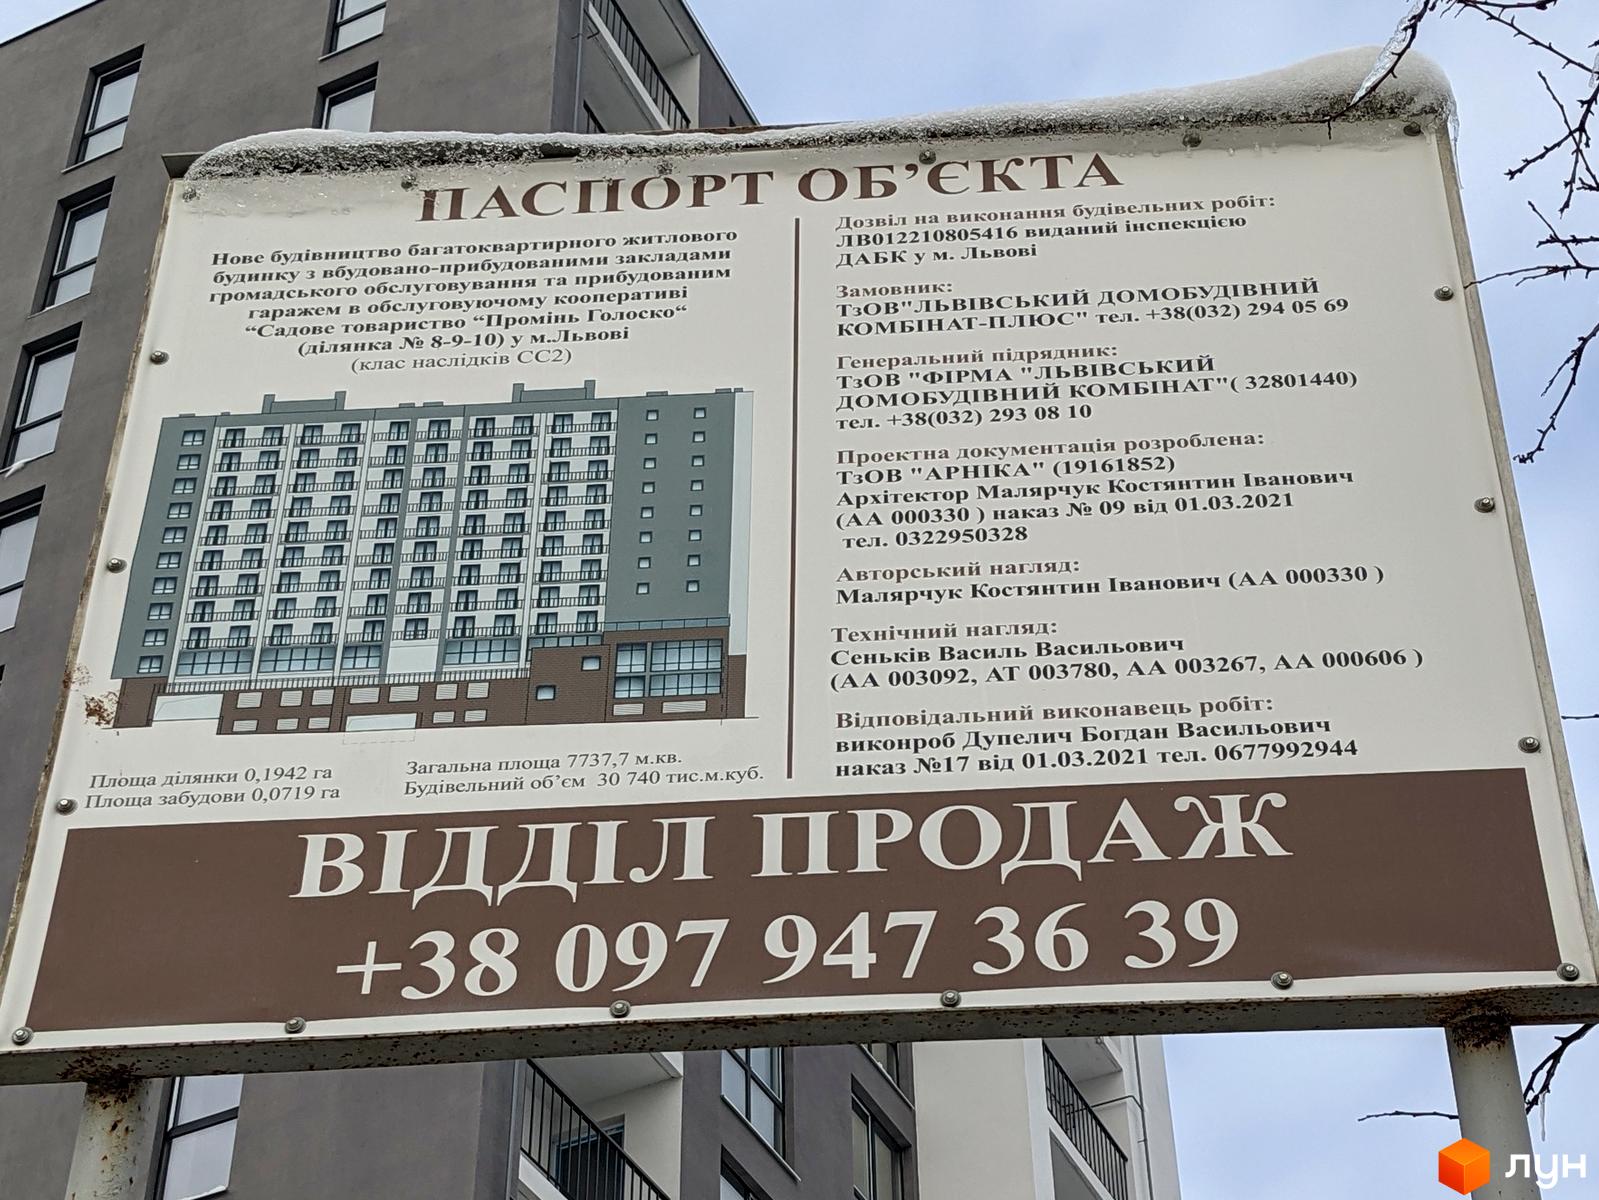 ПАСПОРТ ОБ’ЄКТА
Нове будівництво багатоквартирного житлового
будинку з вбудовано-прибудованими закладами
громадського обслуговування та прибудованим
гаражем в обслуговуючому кооперативі
“Садове товариство “Промінь Голоско“
(ділянка № 8-9-10) у м.Львові
(клас наслідків СС2)
Площа ділянки 0,1942 га
Площа забудови 0,0719 га
Загальна площа 7737,7 м.кв.
Будівельний об’єм 30 740 тис.м.куб.
Дозвіл на виконання будівельних робіт:
ЛВ012210805416 виданий інспекцією
ДАБК у м. Львові
Замовник:
ТзОВ"ЛЬВІВСЬКИЙ ДОМОБУДІВНИЙ
КОМБІНАТ-ПЛЮС" тел. +38(032) 294 05 69
Генеральний підрядник:
ТзОВ "ФІРМА "ЛЬВІВСЬКИЙ
ДОМОБУДІВНИЙ КОМБІНАТ"( 32801440)
тел. +38(032) 293 08 10
Проектна документація розроблена:
ТзОВ "АРНІКА" (19161852)
Архітектор Малярчук Костянтин Іванович
(АА 000330 ) наказ № 09 від 01.03.2021
тел. 0322950328
Авторський нагляд:
Малярчук Костянтин Іванович (АА 000330 )
Технічний нагляд:
Сеньків Василь Васильович
(АА 003092, АТ 003780, АА 003267, АА 000606 )
Відповідальний виконавець робіт:
виконроб Дупелич Богдан Васильович
наказ №17 від 01.03.2021 тел. 0677992944
ВІДДІЛ ПРОДАЖ
+38 097 947 36 39
лун